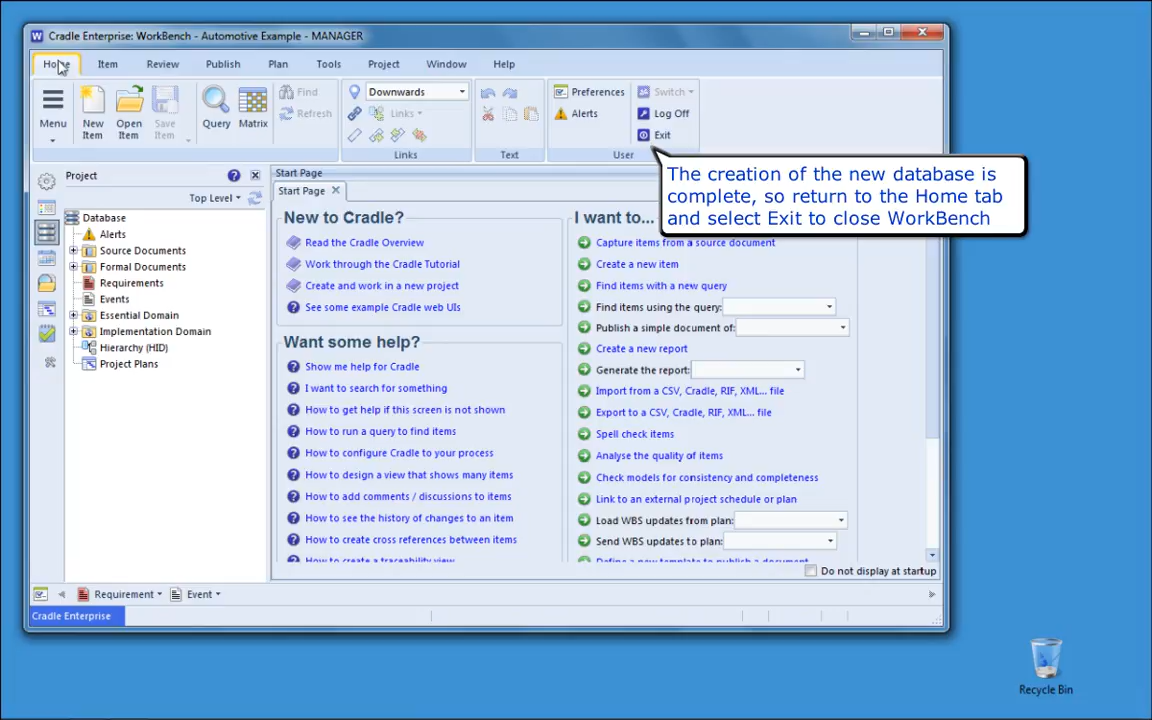 Cradle Enterprise: WorkBench - Automotive Example - MANAGER
Home Item Review Publish Plan Tools Project Window Help
Menu
New Item
Open Item
Save Item
Query
Matrix
Find
Refresh
Downwards
Links
Links
Text
Preferences
Alerts
Switch
Log Off
Exit
User
The creation of the new database is
complete, so return to the Home tab
and select Exit to close WorkBench
Project
Top Level
Database
Alerts
Source Documents
Formal Documents
Requirements
Events
Essential Domain
Implementation Domain
Hierarchy (HID)
Project Plans
Start Page
Start Page
New to Cradle?
Read the Cradle Overview
Work through the Cradle Tutorial
Create and work in a new project
See some example Cradle web UIs
Want some help?
Show me help for Cradle
I want to search for something
How to get help if this screen is not shown
How to run a query to find items
How to configure Cradle to your process
How to design a view that shows many items
How to add comments / discussions to items
How to see the history of changes to an item
How to create cross references between items
How to create a traceability view
I want to...
Capture items from a source document
Create a new item
Find items with a new query
Find items using the query:
Publish a simple document of:
Create a new report
Generate the report:
Import from a CSV, Cradle, RIF, XML... file
Export to a CSV, Cradle, RIF, XML... file
Spell check items
Analyse the quality of items
Check models for consistency and completeness
Link to an external project schedule or plan
Load WBS updates from plan:
Send WBS updates to plan:
Define a new template to publish a document
Do not display at startup
Requirement Event
Cradle Enterprise
Recycle Bin